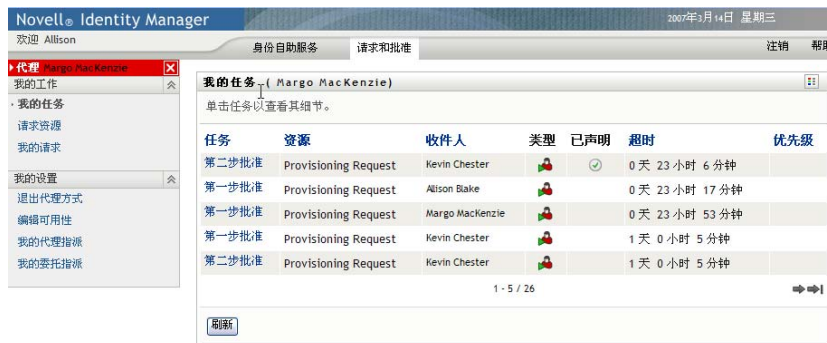 Novell® Identity Manager
2007年3月14日 星期三
欢迎 Allison
身份自助服务 请求和批准
注销 帮助
代理 Margo MacKenzie
我的工作
我的任务
请求资源
我的请求
我的设置
退出代理方式
编辑可用性
我的代理指派
我的委托指派
我的任务 ( Margo MacKenzie)
单击任务以查看其细节。
任务 资源 收件人 类型 已声明 超时 优先级
第二步批准 Provisioning Request Kevin Chester 0 天 23 小时 6 分钟
第一步批准 Provisioning Request Allison Blake 0 天 23 小时 17 分钟
第一步批准 Provisioning Request Margo MacKenzie 0 天 23 小时 53 分钟
第一步批准 Provisioning Request Kevin Chester 1 天 0 小时 5 分钟
第二步批准 Provisioning Request Kevin Chester 1 天 0 小时 5 分钟
1 - 5 / 26
刷新